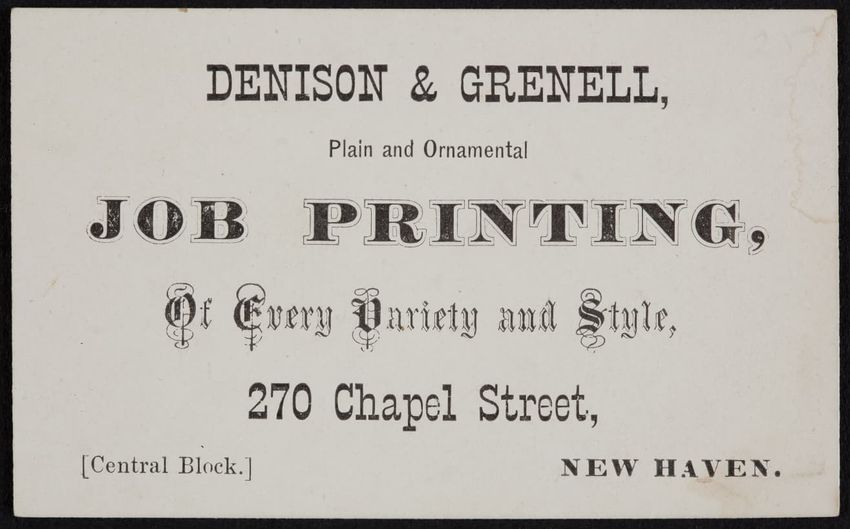 DENISON & GRENELL,
Plain and Ornamental
JOB PRINTING,
Of Every Variety and Style,
270 Chapel Street,
[Central Block.] NEW HAVEN.